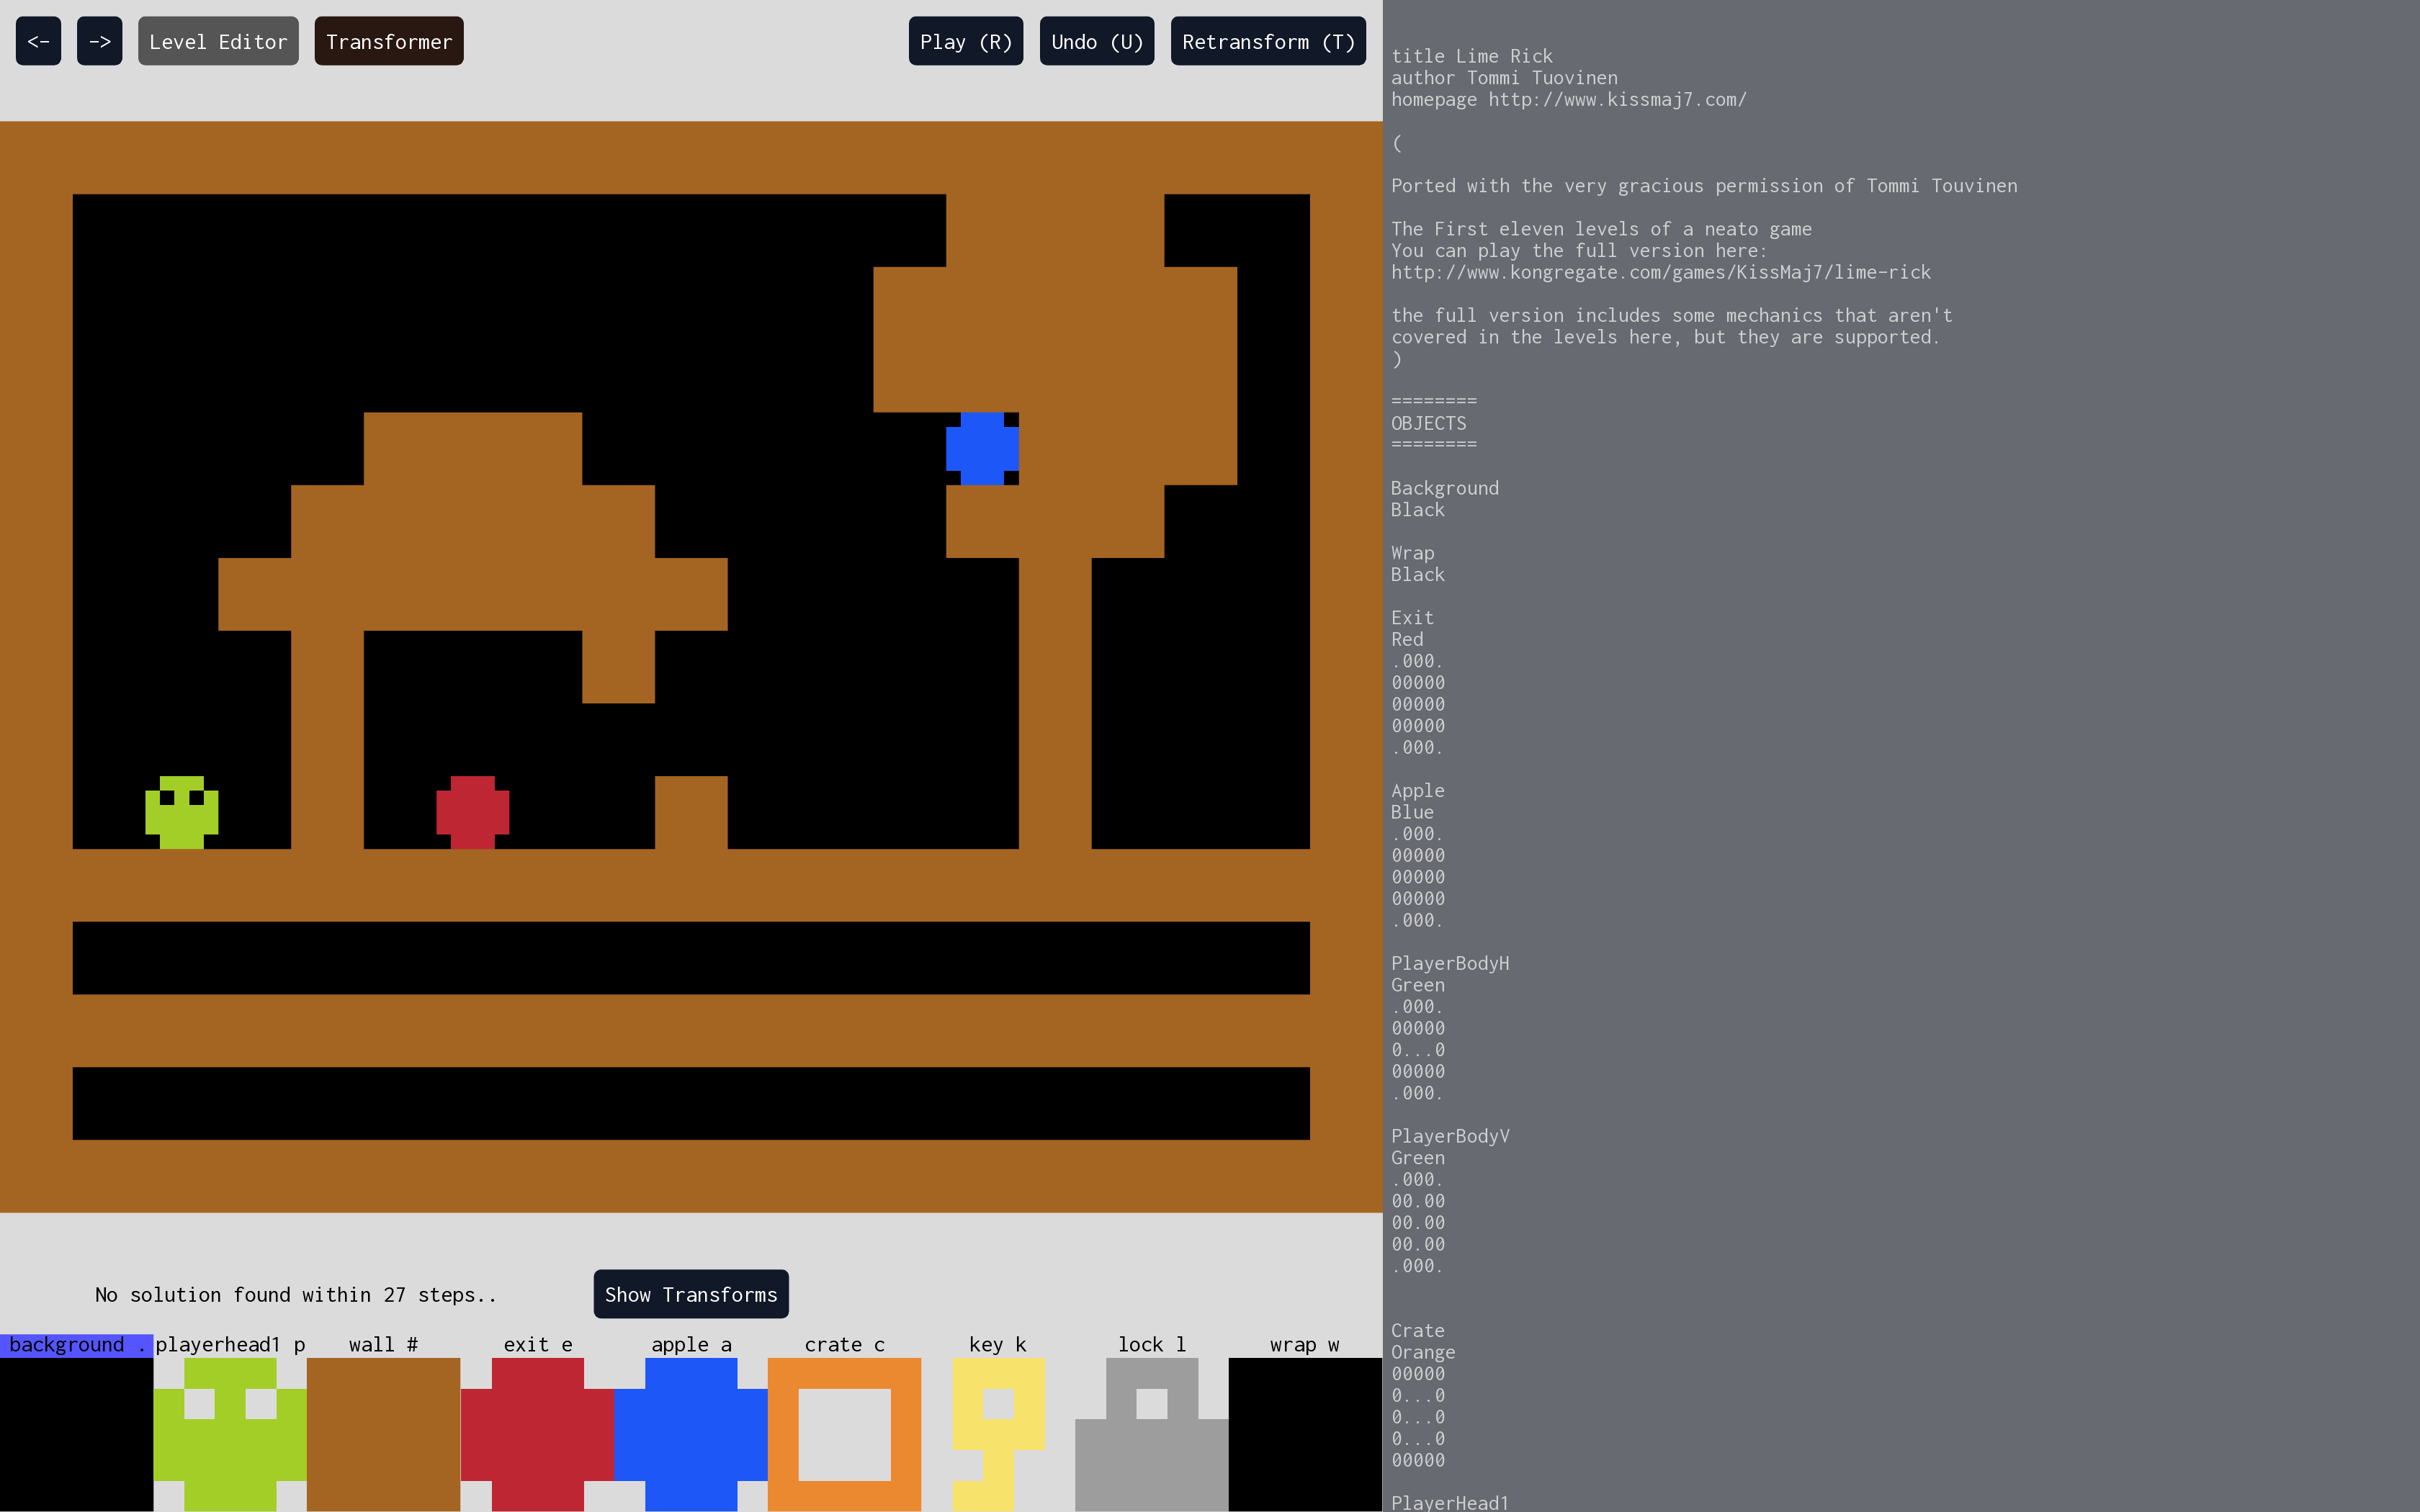 <- -> Level Editor Transformer Play (R) Undo (U) Retransform (T)
No solution found within 27 steps.. Show Transforms
background . playerhead1 p wall # exit e apple a crate c key k lock l wrap w
title Lime Rick
author Tommi Tuovinen
homepage http://www.kissmaj7.com/
(
Ported with the very gracious permission of Tommi Touvinen
The First eleven levels of a neato game
You can play the full version here:
http://www.kongregate.com/games/KissMaj7/lime-rick
the full version includes some mechanics that aren't
covered in the levels here, but they are supported.
)
========
OBJECTS
========
Background
Black
Wrap
Black
Exit
Red
.000.
00000
00000
00000
.000.
Apple
Blue
.000.
00000
00000
00000
.000.
PlayerBodyH
Green
.000.
00000
0...0
00000
.000.
PlayerBodyV
Green
.000.
00.00
00.00
00.00
.000.
Crate
Orange
00000
0...0
0...0
0...0
00000
PlayerHead1